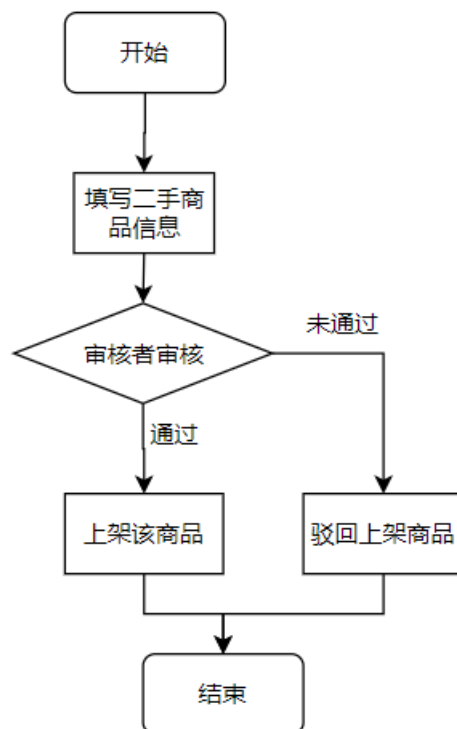 开始
填写二手商
品信息
审核者审核
未通过
通过
上架该商品
驳回上架商品
结束